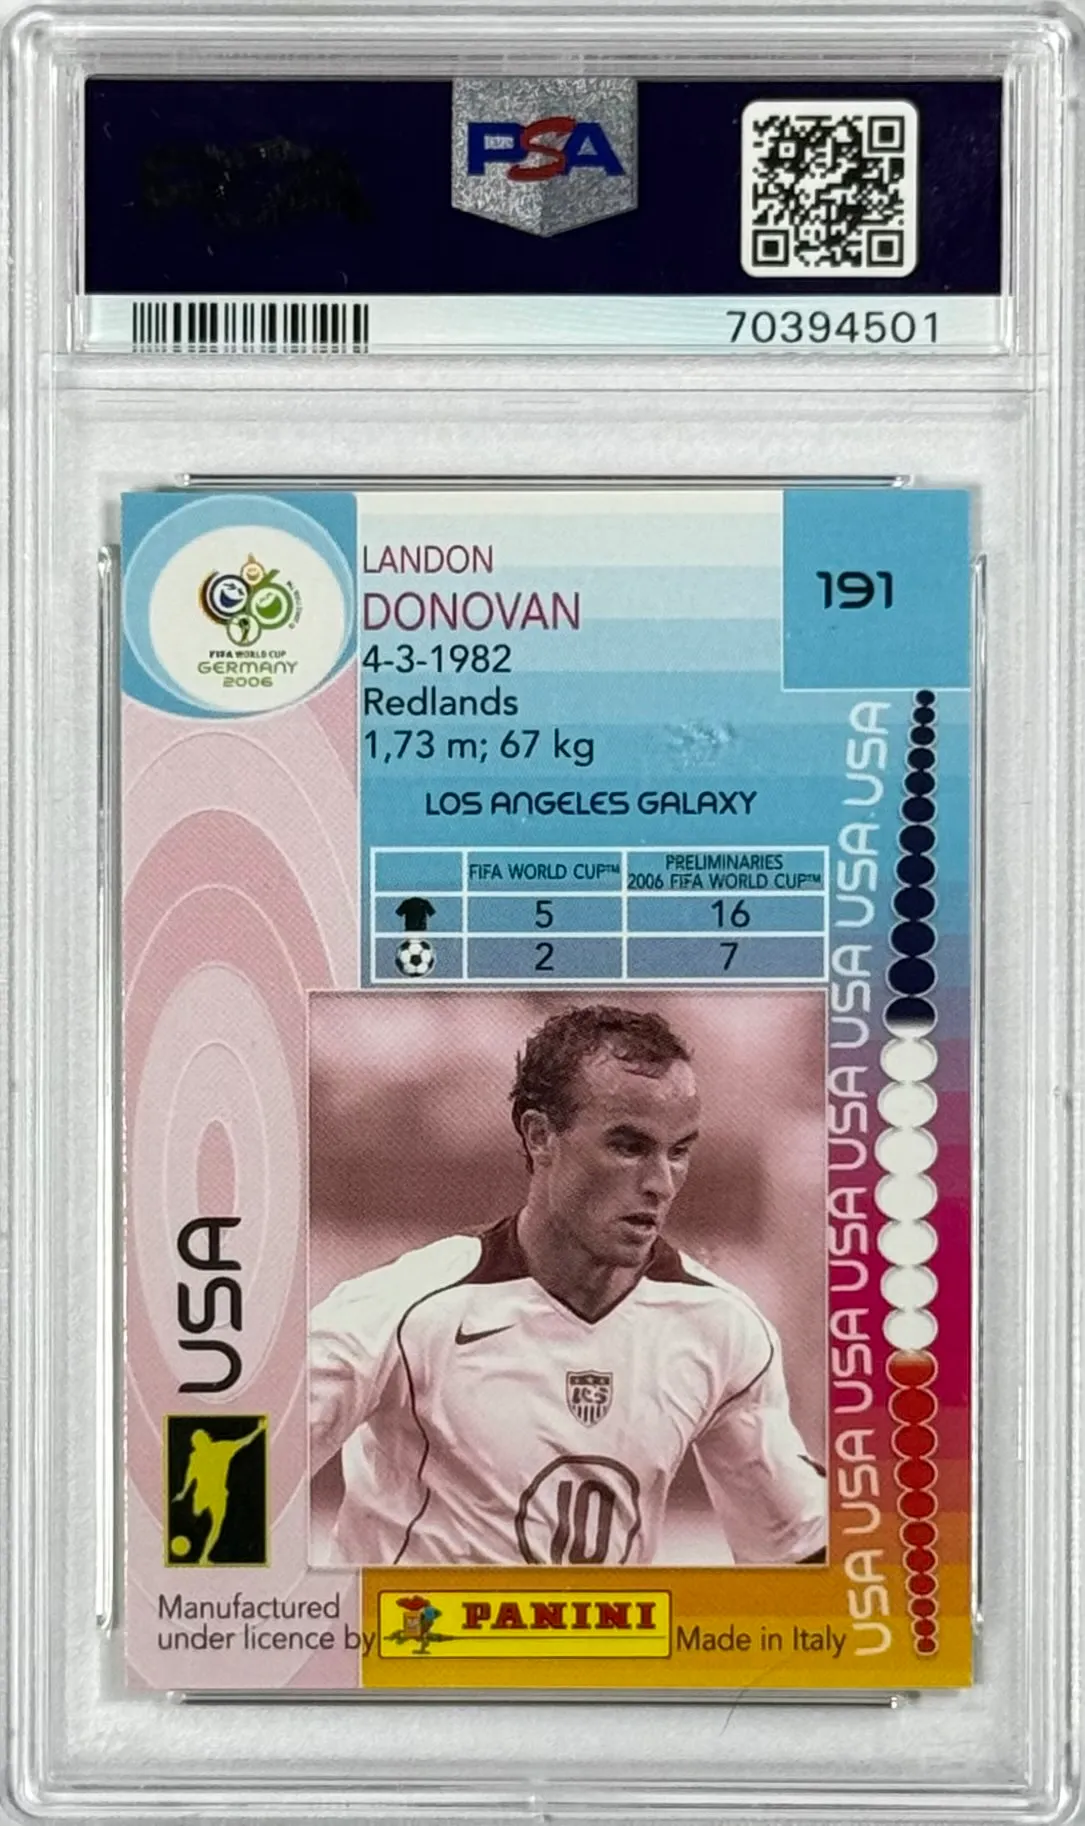 PSA
70394501
191
LANDON
DONOVAN
4-3-1982
Redlands
1,73 m; 67 kg
LOS ANGELES GALAXY
FIFA WORLD CUP™
PRELIMINARIES
2006 FIFA WORLD CUP™
5 16
2 7
FIFA WORLD CUP
GERMANY
2006
USA
USA USA USA USA USA USA USA USA USA
US
10
Manufactured
under licence by
PANINI
Made in Italy